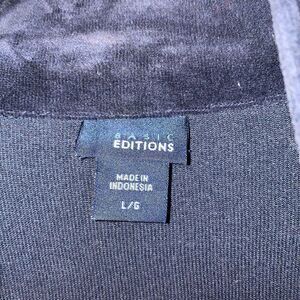 BASIC
EDITIONS
MADE IN
INDONESIA
L/G